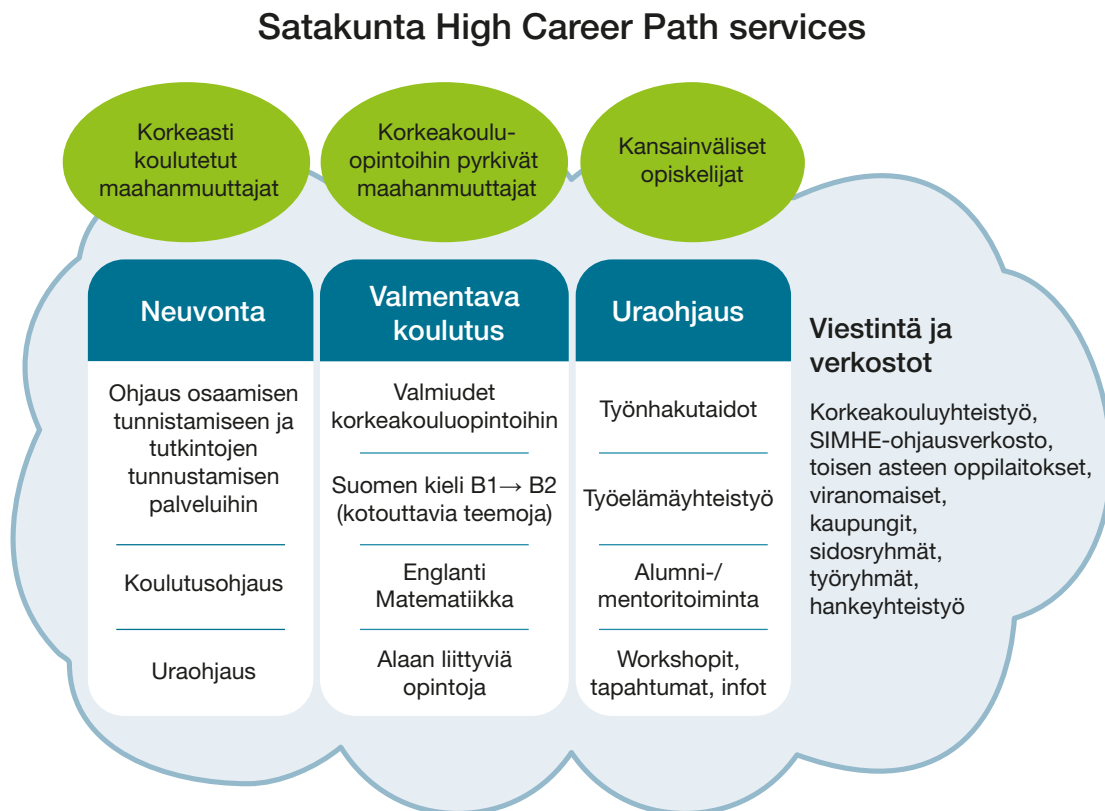 Satakunta High Career Path services
Korkeasti
koulutetut
maahanmuuttajat
Korkeakoulu-
opintoihin pyrkivät
maahanmuuttajat
Kansainväliset
opiskelijat
Neuvonta
Ohjaus osaamisen
tunnistamiseen ja
tutkintojen
tunnustamisen
palveluihin
Koulutusohjaus
Uraohjaus
Valmentava
koulutus
Valmiudet
korkeakouluopintoihin
Suomen kieli B1→ B2
(kotouttavia teemoja)
Englanti
Matematiikka
Alaan liittyviä
opintoja
Uraohjaus
Työnhakutaidot
Työelämäyhteistyö
Alumni-/
mentoritoiminta
Workshopit,
tapahtumat, infot
Viestintä ja
verkostot
Korkeakouluyhteistyö,
SIMHE-ohjausverkosto,
toisen asteen oppilaitokset,
viranomaiset,
kaupungit,
sidosryhmät,
työryhmät,
hankeyhteistyö